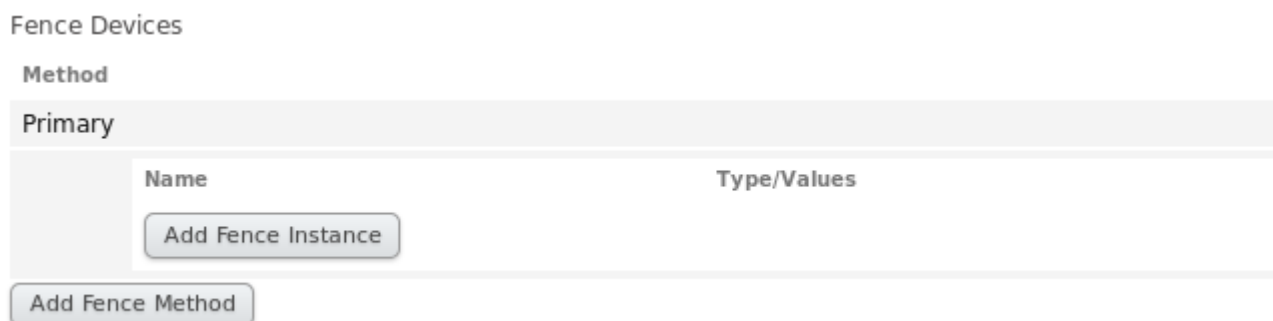 Fence Devices
Method
Primary
Name Type/Values
Add Fence Instance
Add Fence Method